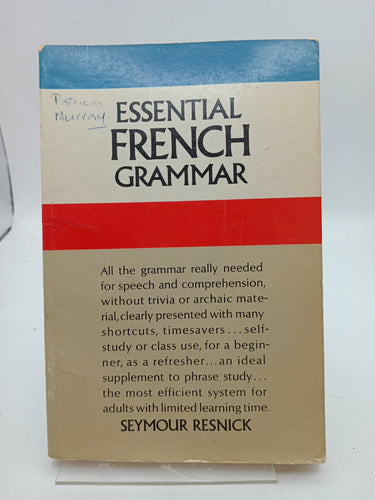 Patricia
Murray
ESSENTIAL
FRENCH
GRAMMAR
All the grammar really needed
for speech and comprehension,
without trivia or archaic mate-
rial, clearly presented with many
shortcuts, timesavers...self-
study or class use, for a begin-
ner, as a refresher...an ideal
supplement to phrase study...
the most efficient system for
adults with limited learning time.
SEYMOUR RESNICK